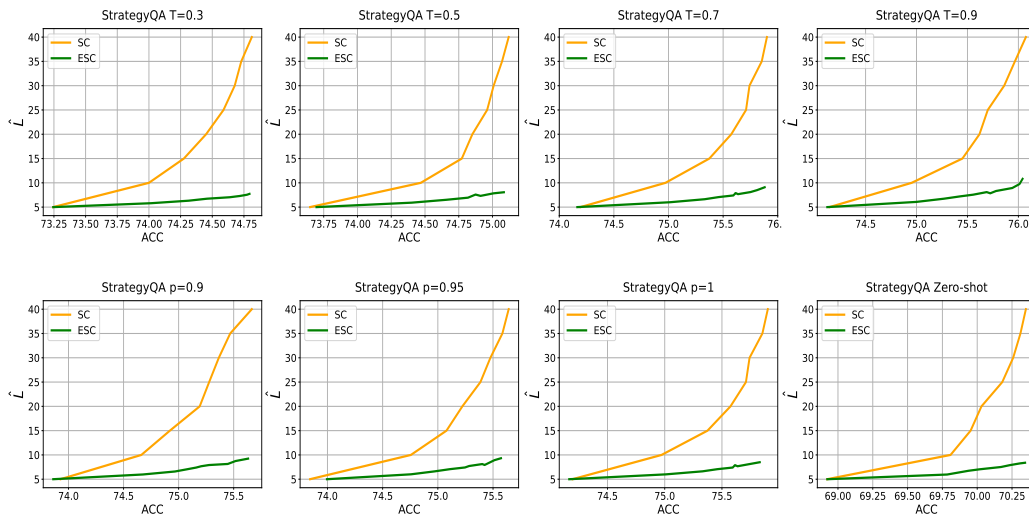 StrategyQA T=0.3
40
35
30
25
20
15
10
5
L̂
SC
ESC
73.25 73.50 73.75 74.00 74.25 74.50 74.75
ACC
StrategyQA T=0.5
40
35
30
25
20
15
10
5
L̂
SC
ESC
73.75 74.00 74.25 74.50 74.75 75.00
ACC
StrategyQA T=0.7
40
35
30
25
20
15
10
5
L̂
SC
ESC
74. 74.5 75.0 75.5 76.
ACC
StrategyQA T=0.9
40
35
30
25
20
15
10
5
L̂
SC
ESC
74.5 75.0 75.5 76.0
ACC
StrategyQA p=0.9
40
35
30
25
20
15
10
5
L̂
SC
ESC
74.0 74.5 75.0 75.5
ACC
StrategyQA p=0.95
40
35
30
25
20
15
10
5
L̂
SC
ESC
74.0 74.5 75.0 75.5
ACC
StrategyQA p=1
40
35
30
25
20
15
10
5
L̂
SC
ESC
74.5 75.0 75.5
ACC
StrategyQA Zero-shot
40
35
30
25
20
15
10
5
L̂
SC
ESC
69.00 69.25 69.50 69.75 70.00 70.25
ACC